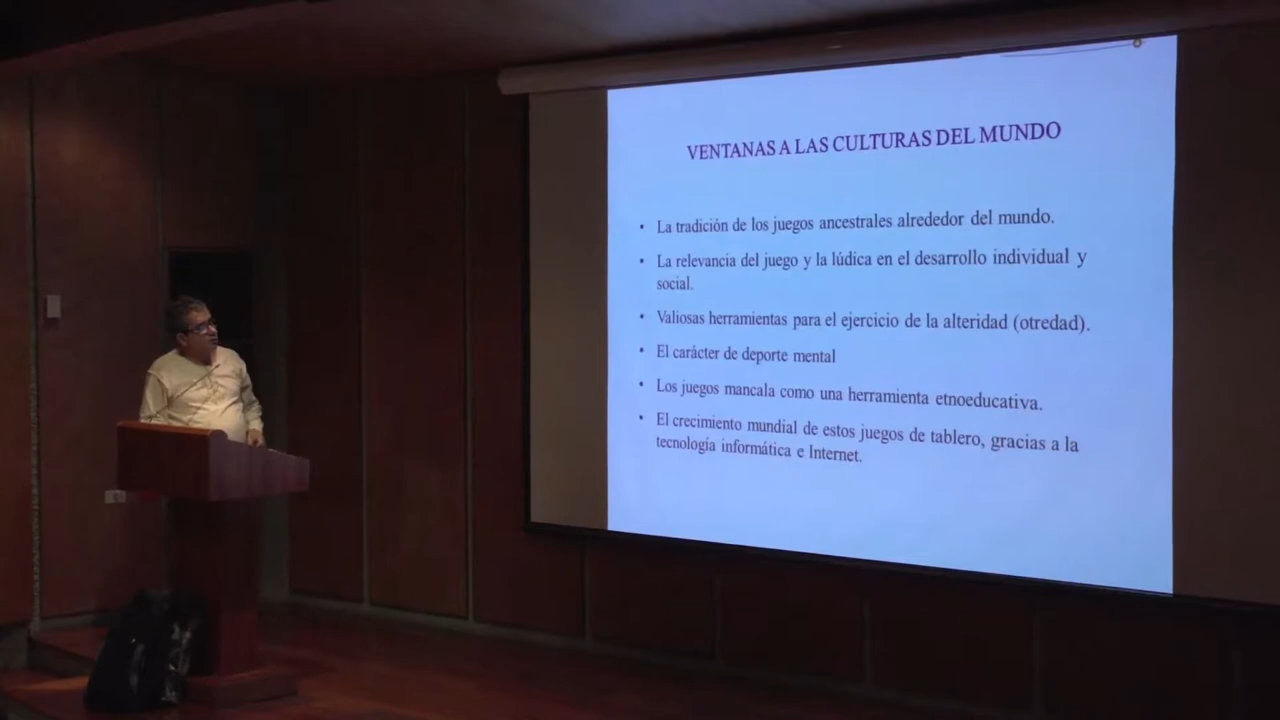 VENTANAS A LAS CULTURAS DEL MUNDO
• La tradición de los juegos ancestrales alrededor del mundo.
• La relevancia del juego y la lúdica en el desarrollo individual y
social.
• Valiosas herramientas para el ejercicio de la alteridad (otredad).
• El carácter de deporte mental
• Los juegos mancala como una herramienta etnoeducativa.
• El crecimiento mundial de estos juegos de tablero, gracias a la
tecnología informática e Internet.